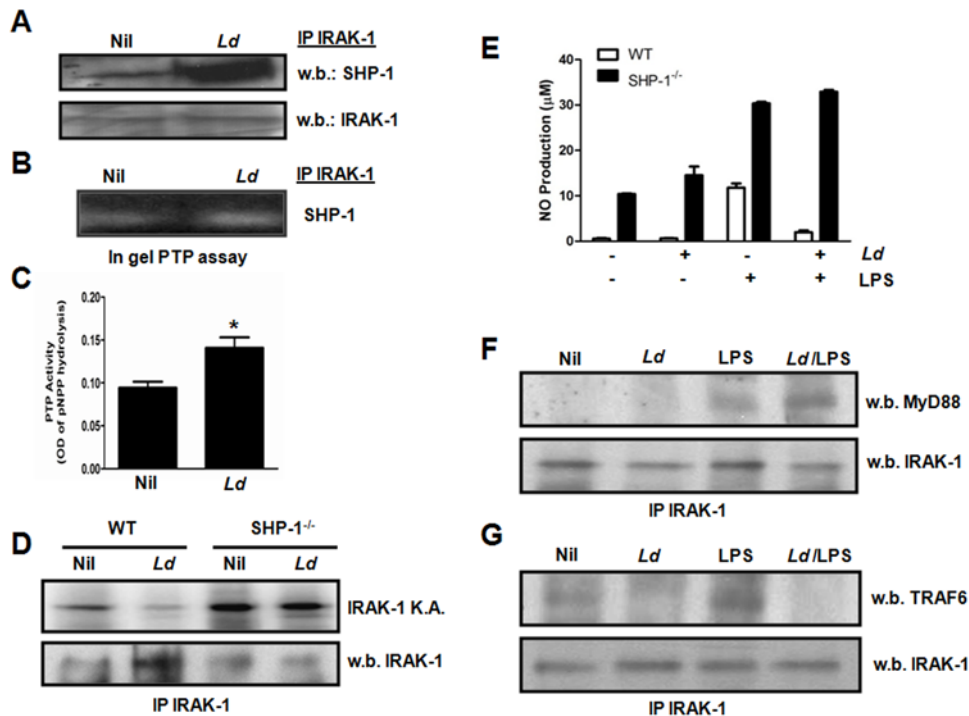 A
Nil Ld IP IRAK-1
w.b.: SHP-1
w.b.: IRAK-1
B
Nil Ld IP IRAK-1
SHP-1
In gel PTP assay
C
PTP Activity
(OD of pNPP hydrolysis)
0.20
0.15
0.10
0.05
0.00
*
Nil Ld
D
WT SHP-1-/-
Nil Ld Nil Ld
IRAK-1 K.A.
w.b. IRAK-1
IP IRAK-1
E
WT
SHP-1-/-
NO Production (µM)
40
30
20
10
0
- + - + Ld
- - + + LPS
F
Nil Ld LPS Ld/LPS
w.b. MyD88
w.b. IRAK-1
IP IRAK-1
G
Nil Ld LPS Ld/LPS
w.b. TRAF6
w.b. IRAK-1
IP IRAK-1